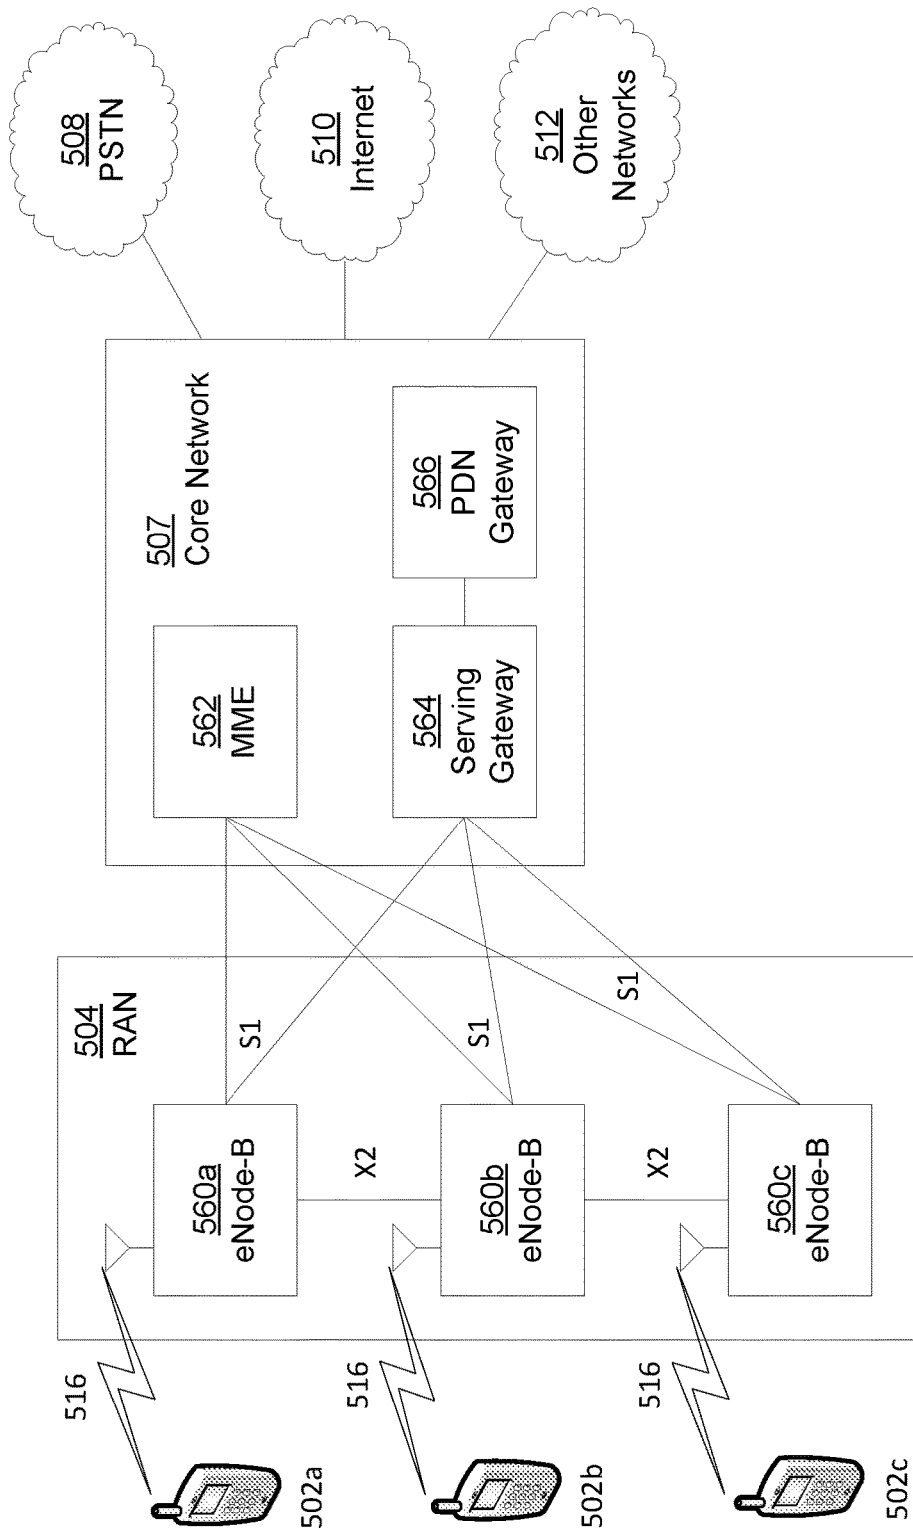 508
PSTN
510
Internet
512
Other
Networks
507
Core Network
562
MME
564
Serving
Gateway
566
PDN
Gateway
504
RAN
S1
S1
S1
560a
eNode-B
X2
560b
eNode-B
X2
560c
eNode-B
516
516
516
502a
502b
502c